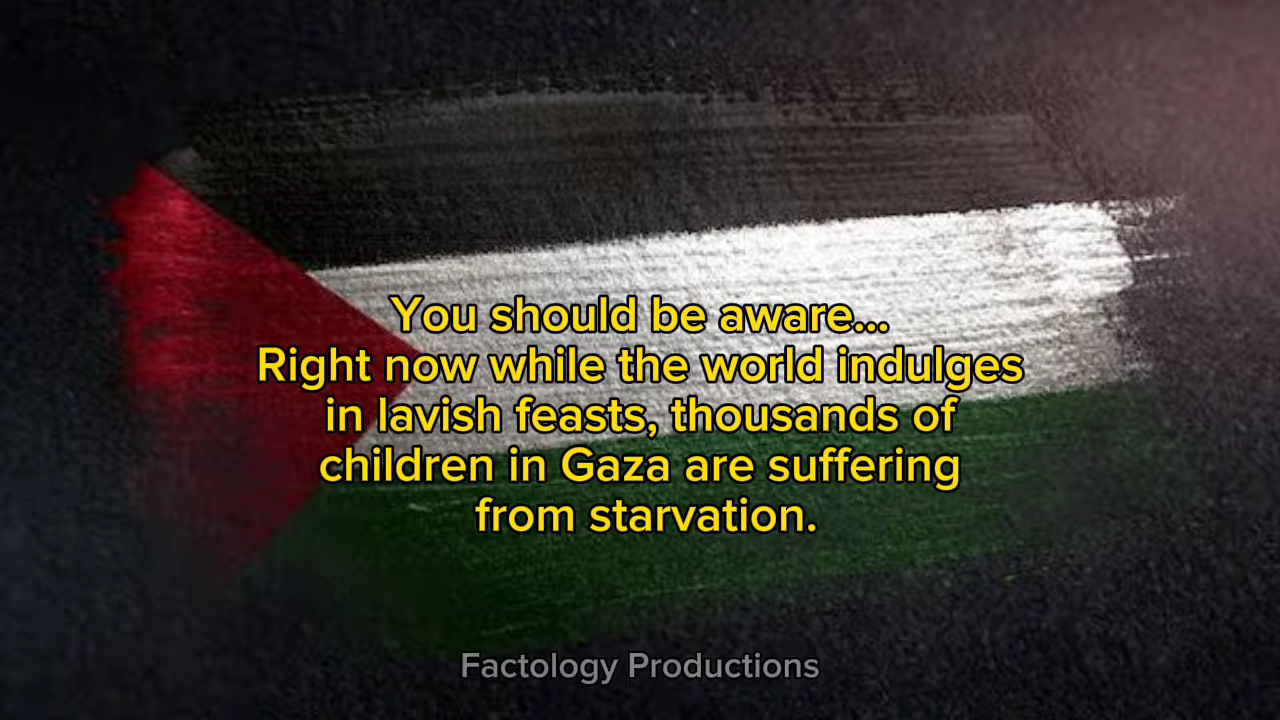 You should be aware...
Right now while the world indulges
in lavish feasts, thousands of
children in Gaza are suffering
from starvation.
Factology Productions